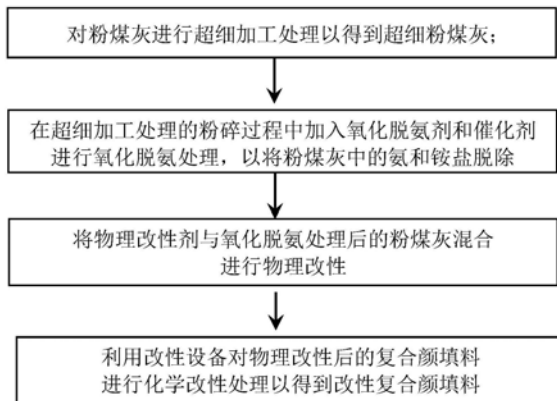 对粉煤灰进行超细加工处理以得到超细粉煤灰；
在超细加工处理的粉碎过程中加入氧化脱氨剂和催化剂
进行氧化脱氨处理，以将粉煤灰中的氨和铵盐脱除
将物理改性剂与氧化脱氨处理后的粉煤灰混合
进行物理改性
利用改性设备对物理改性后的复合颜填料
进行化学改性处理以得到改性复合颜填料